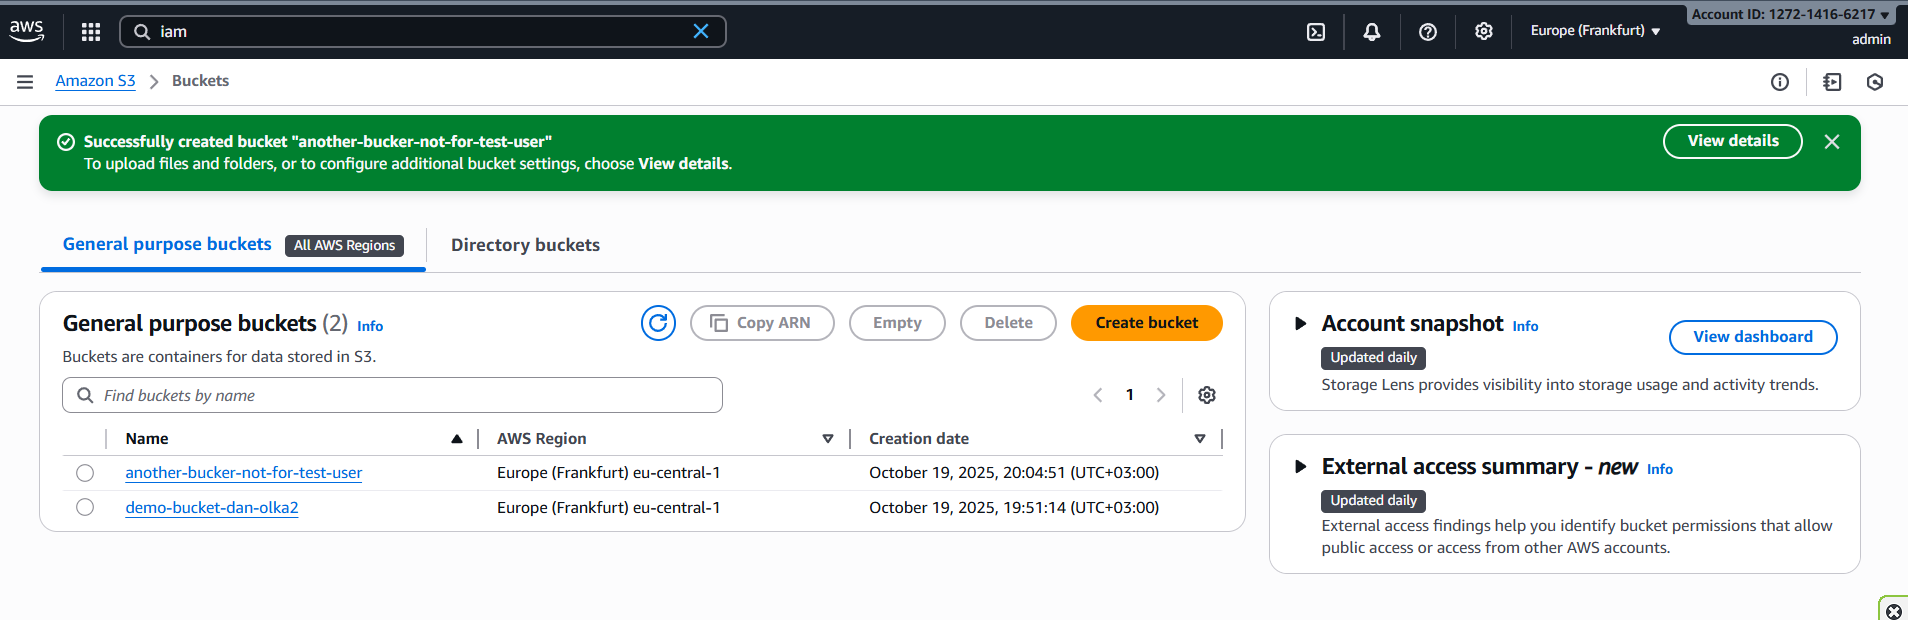 aws
iam
Europe (Frankfurt)
Account ID: 1272-1416-6217
admin
Amazon S3
Buckets
Successfully created bucket "another-bucker-not-for-test-user"
To upload files and folders, or to configure additional bucket settings, choose View details.
View details
General purpose buckets
All AWS Regions
Directory buckets
General purpose buckets (2) Info
Copy ARN
Empty
Delete
Create bucket
Buckets are containers for data stored in S3.
Find buckets by name
1
Name AWS Region Creation date
another-bucker-not-for-test-user Europe (Frankfurt) eu-central-1 October 19, 2025, 20:04:51 (UTC+03:00)
demo-bucket-dan-olka2 Europe (Frankfurt) eu-central-1 October 19, 2025, 19:51:14 (UTC+03:00)
Account snapshot Info
View dashboard
Updated daily
Storage Lens provides visibility into storage usage and activity trends.
External access summary - new Info
Updated daily
External access findings help you identify bucket permissions that allow
public access or access from other AWS accounts.